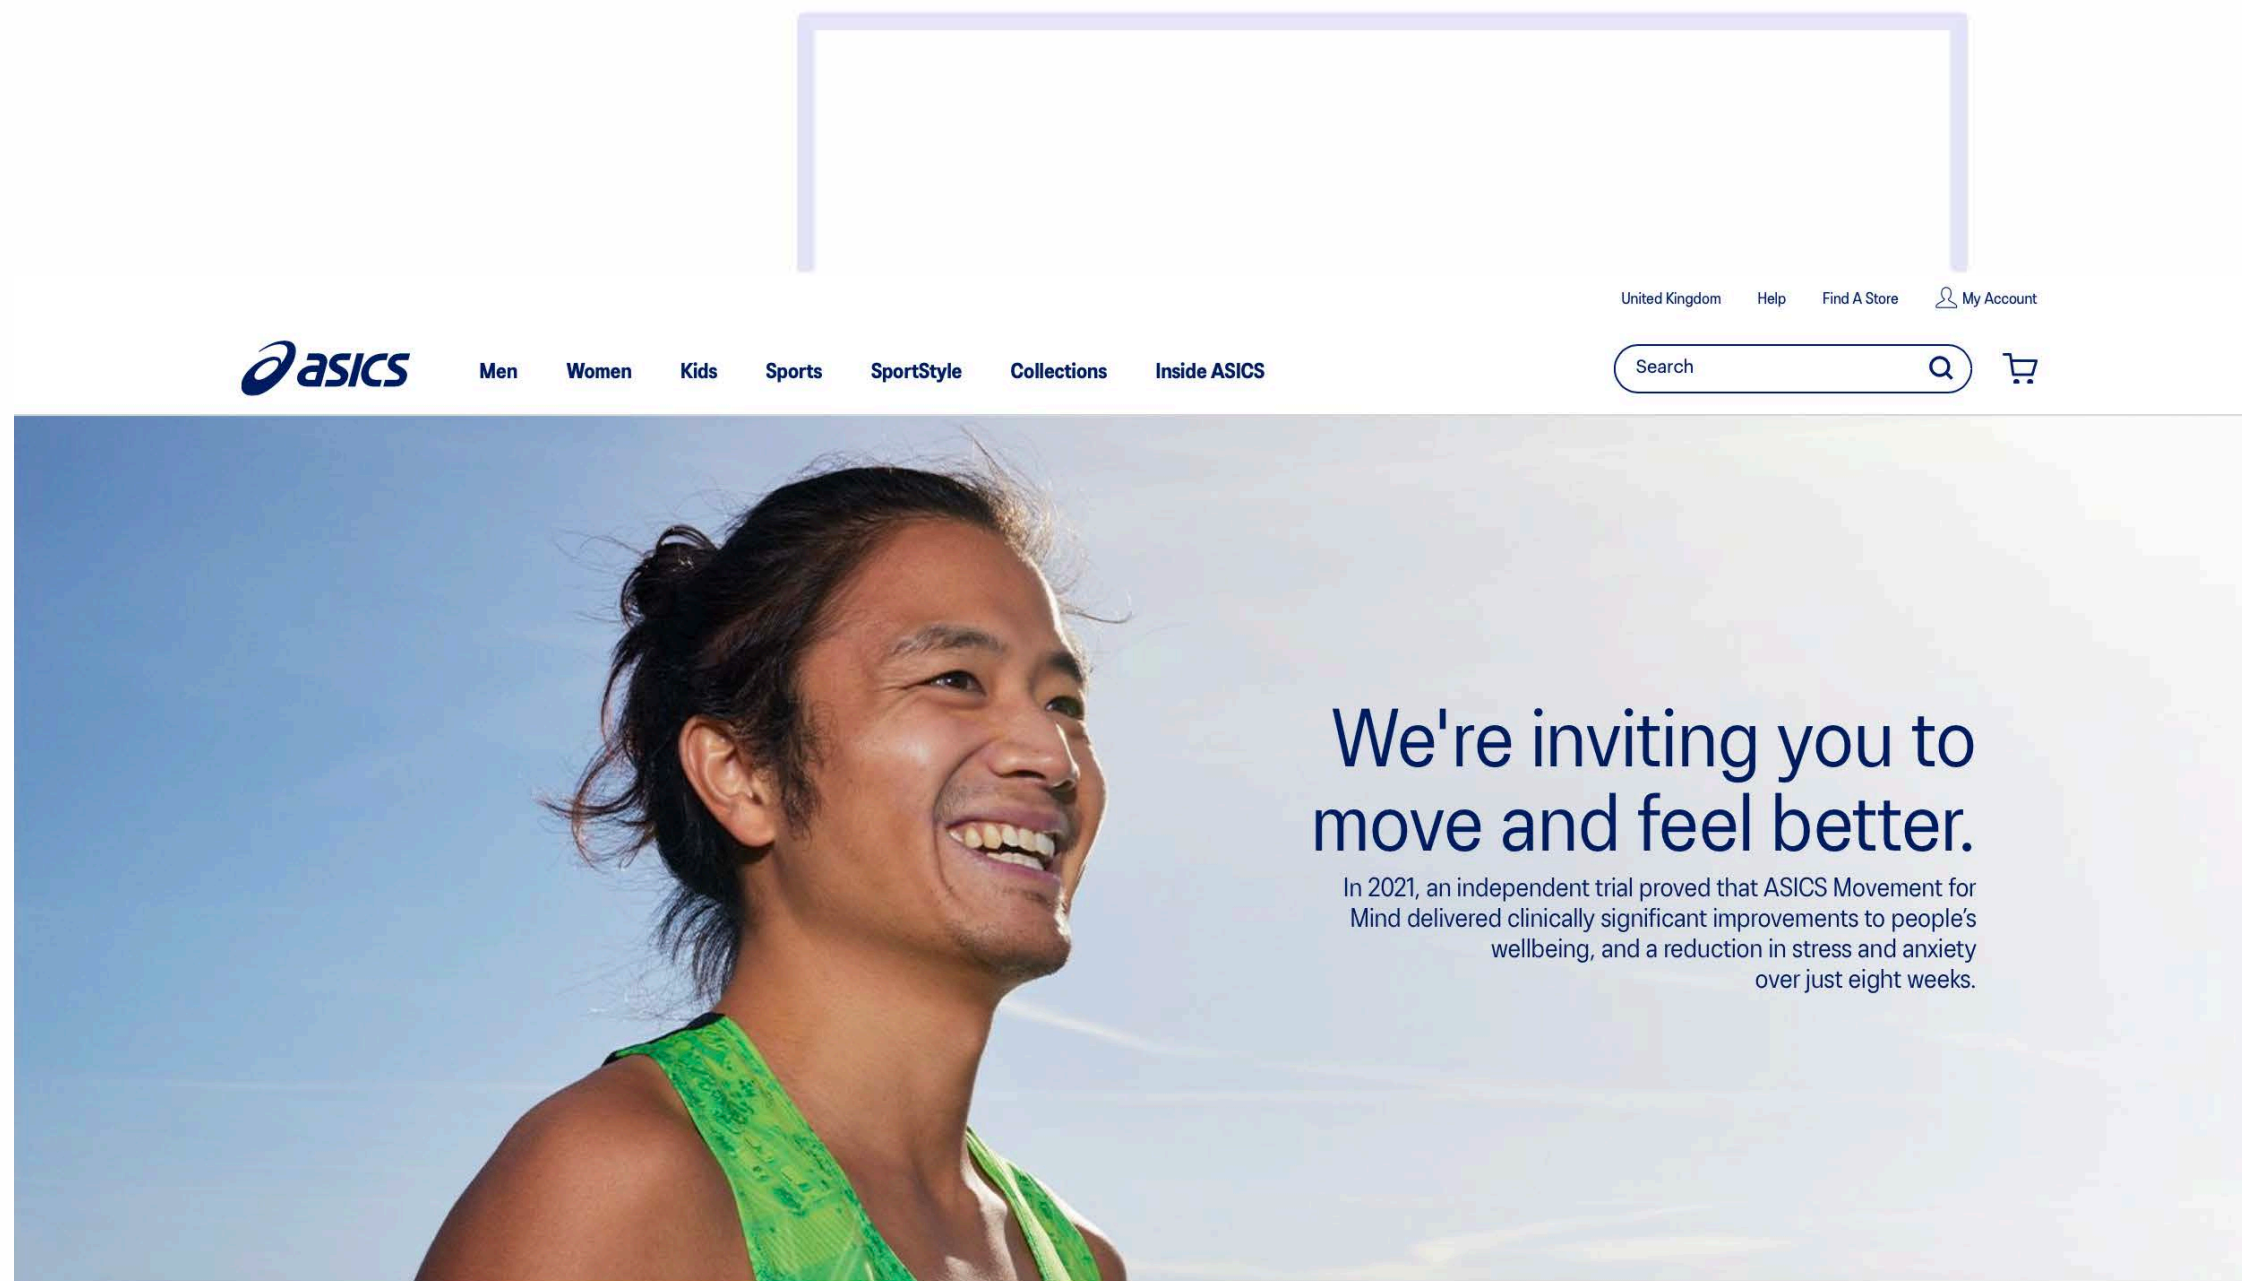 United Kingdom Help Find A Store My Account
asics Men Women Kids Sports SportStyle Collections Inside ASICS Search
We're inviting you to
move and feel better.
In 2021, an independent trial proved that ASICS Movement for
Mind delivered clinically significant improvements to people’s
wellbeing, and a reduction in stress and anxiety
over just eight weeks.